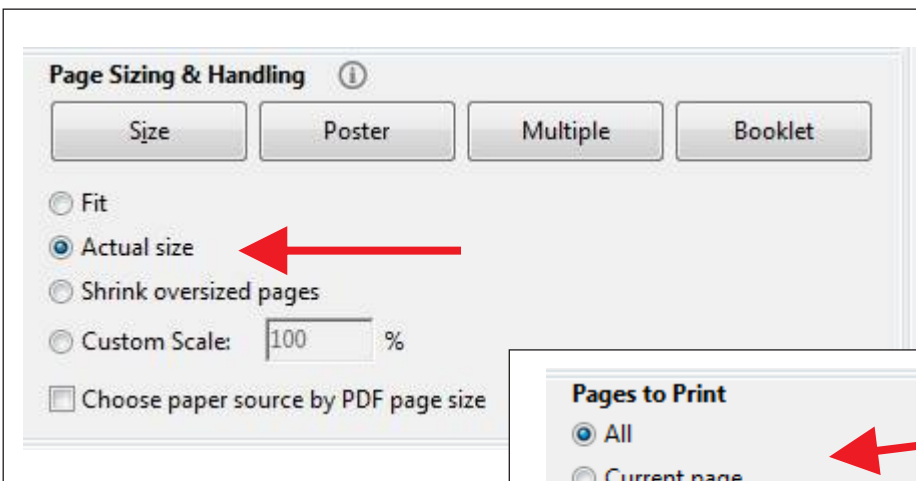 Page Sizing & Handling
Size Poster Multiple Booklet
Fit
Actual size
Shrink oversized pages
Custom Scale: 100 %
Choose paper source by PDF page size
Pages to Print
All
Current page